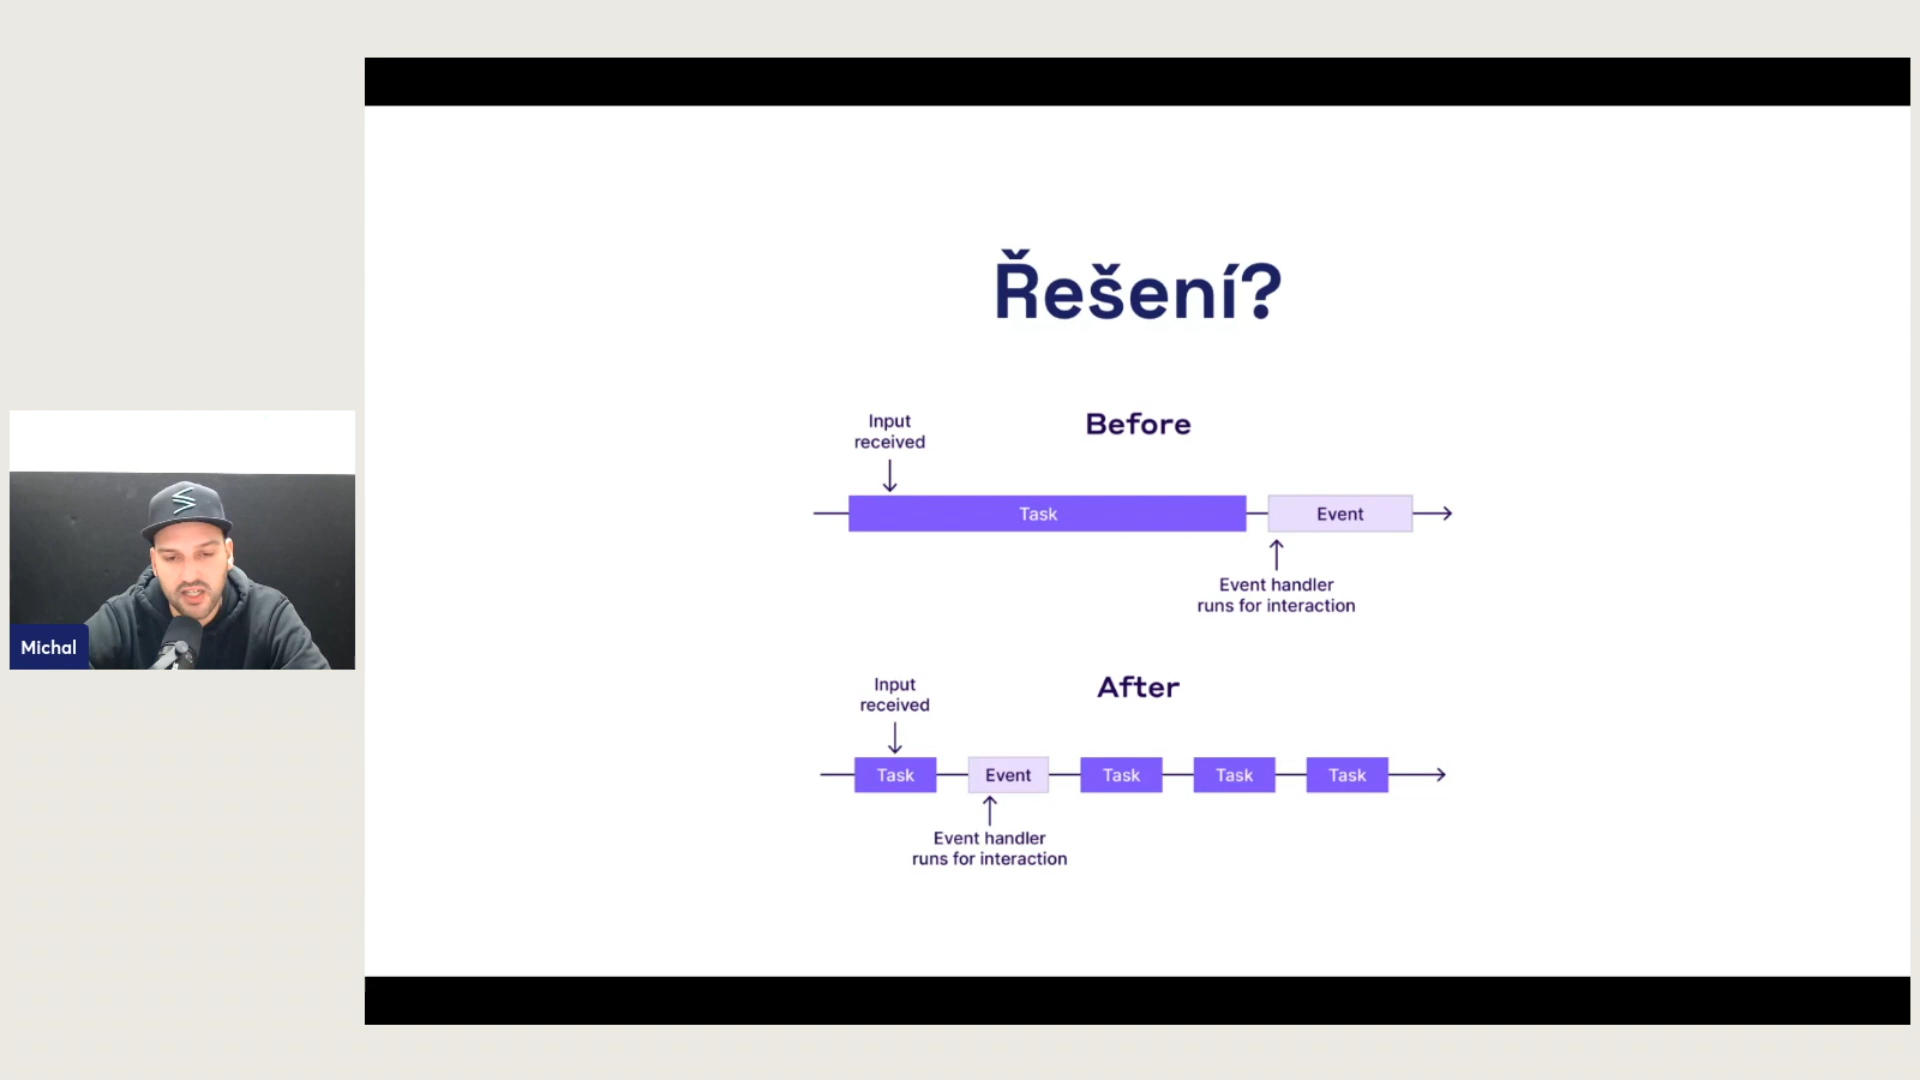 Řešení?
Before
Input
received
Task
Event
Event handler
runs for interaction
After
Input
received
Task
Event
Task
Task
Task
Event handler
runs for interaction
Michal